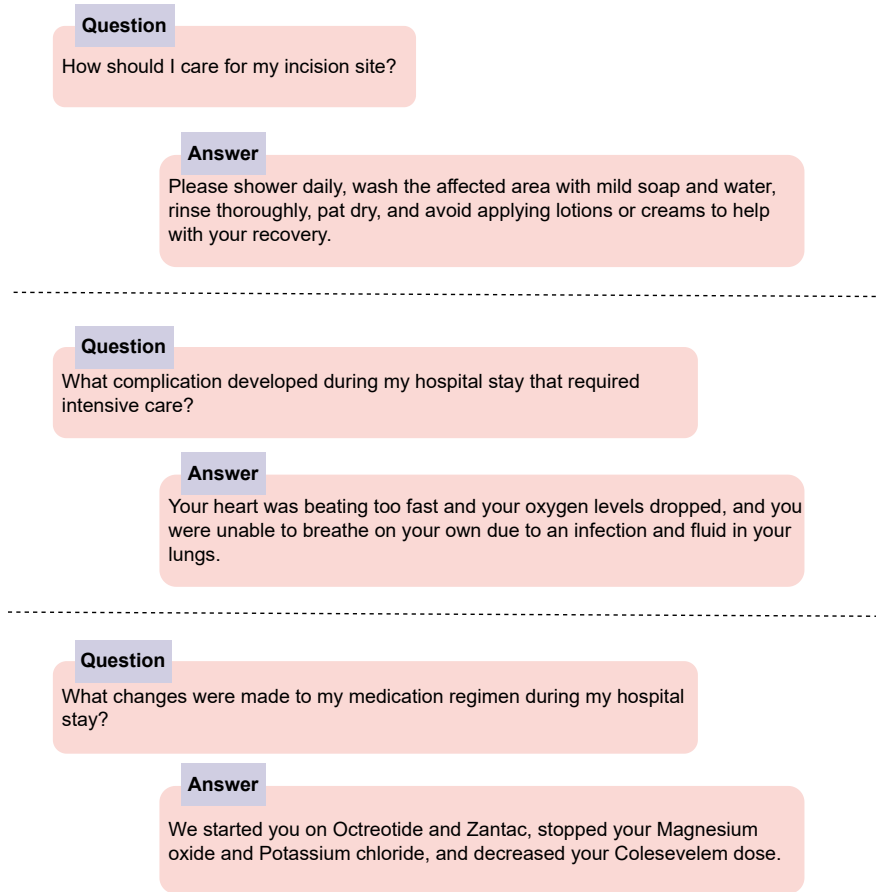 Question
How should I care for my incision site?
Answer
Please shower daily, wash the affected area with mild soap and water,
rinse thoroughly, pat dry, and avoid applying lotions or creams to help
with your recovery.
Question
What complication developed during my hospital stay that required
intensive care?
Answer
Your heart was beating too fast and your oxygen levels dropped, and you
were unable to breathe on your own due to an infection and fluid in your
lungs.
Question
What changes were made to my medication regimen during my hospital
stay?
Answer
We started you on Octreotide and Zantac, stopped your Magnesium
oxide and Potassium chloride, and decreased your Colesevelem dose.